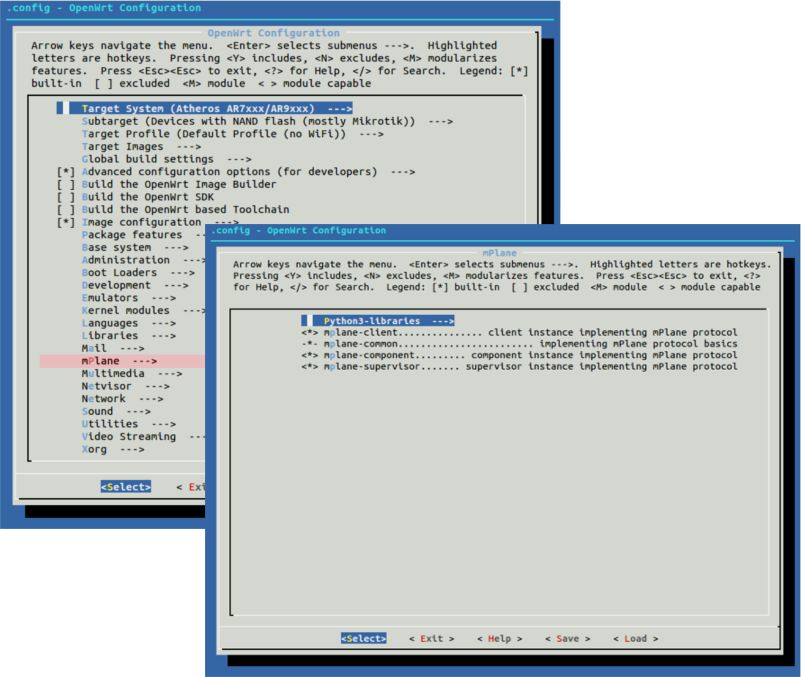 .config - OpenWrt Configuration
OpenWrt Configuration
Arrow keys navigate the menu.  <Enter> selects submenus --->.  Highlighted
letters are hotkeys.  Pressing <Y> includes, <N> excludes, <M> modularizes
features.  Press <Esc><Esc> to exit, <?> for Help, </> for Search.  Legend: [*]
built-in  [ ] excluded  <M> module  < > module capable
Target System (Atheros AR7xxx/AR9xxx)  --->
Subtarget (Devices with NAND flash (mostly Mikrotik))  --->
Target Profile (Default Profile (no WiFi))  --->
Target Images  --->
Global build settings  --->
[*] Advanced configuration options (for developers)  --->
[ ] Build the OpenWrt Image Builder
[ ] Build the OpenWrt SDK
[ ] Build the OpenWrt based Toolchain
[*] Image configuration  --->
Package features  --
Base system  --->
Administration  --->
Boot Loaders  --->
Development  --->
Emulators  --->
Kernel modules  --->
Languages  --->
Libraries  --->
Mail  --->
mPlane  --->
Multimedia  --->
Netvisor  --->
Network  --->
Sound  --->
Utilities  --->
Video Streaming  ---
Xorg  --->
<Select>    < Exi
.config - OpenWrt Configuration
mPlane
Arrow keys navigate the menu.  <Enter> selects submenus --->.  Highlighted letters are hotkeys.
Pressing <Y> includes, <N> excludes, <M> modularizes features.  Press <Esc><Esc> to exit, <?>
for Help, </> for Search.  Legend: [*] built-in  [ ] excluded  <M> module  < > module capable
Python3-libraries  --->
<*> mplane-client............... client instance implementing mPlane protocol
-*- mplane-common........................ implementing mPlane protocol basics
<*> mplane-component......... component instance implementing mPlane protocol
<*> mplane-supervisor....... supervisor instance implementing mPlane protocol
<Select>    < Exit >    < Help >    < Save >    < Load >